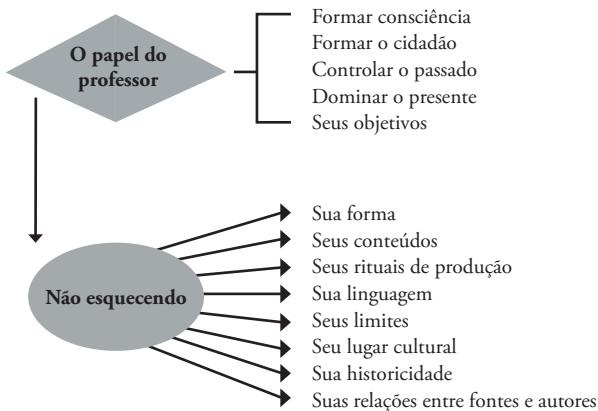 O papel do
professor
Formar consciência
Formar o cidadão
Controlar o passado
Dominar o presente
Seus objetivos
Não esquecendo
Sua forma
Seus conteúdos
Seus rituais de produção
Sua linguagem
Seus limites
Seu lugar cultural
Sua historicidade
Suas relações entre fontes e autores